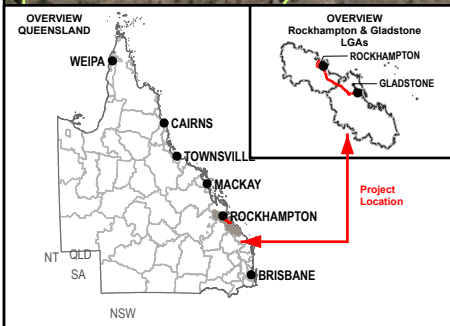 OVERVIEW
QUEENSLAND
WEIPA
CAIRNS
TOWNSVILLE
MACKAY
ROCKHAMPTON
BRISBANE
NT
QLD
SA
NSW
OVERVIEW
Rockhampton & Gladstone
LGAs
ROCKHAMPTON
GLADSTONE
Project
Location